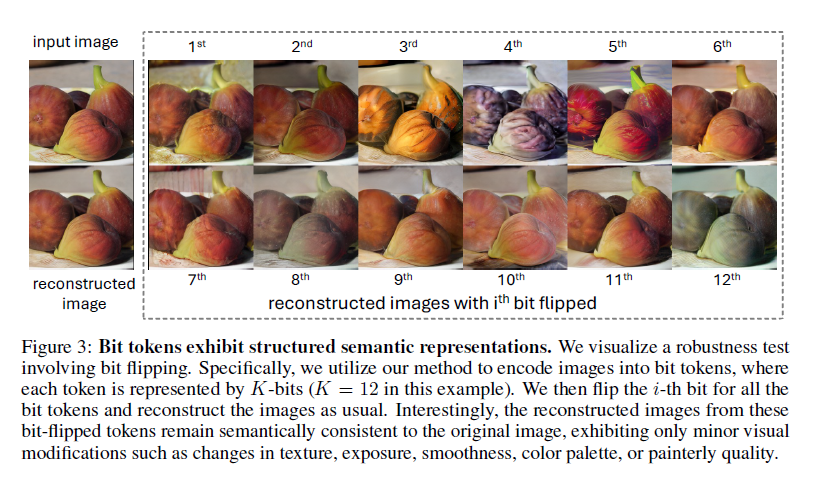 input image
1st 2nd 3rd 4th 5th 6th
reconstructed
image
7th 8th 9th 10th 11th 12th
reconstructed images with ith bit flipped
Figure 3: Bit tokens exhibit structured semantic representations. We visualize a robustness test
involving bit flipping. Specifically, we utilize our method to encode images into bit tokens, where
each token is represented by K-bits (K = 12 in this example). We then flip the i-th bit for all the
bit tokens and reconstruct the images as usual. Interestingly, the reconstructed images from these
bit-flipped tokens remain semantically consistent to the original image, exhibiting only minor visual
modifications such as changes in texture, exposure, smoothness, color palette, or painterly quality.